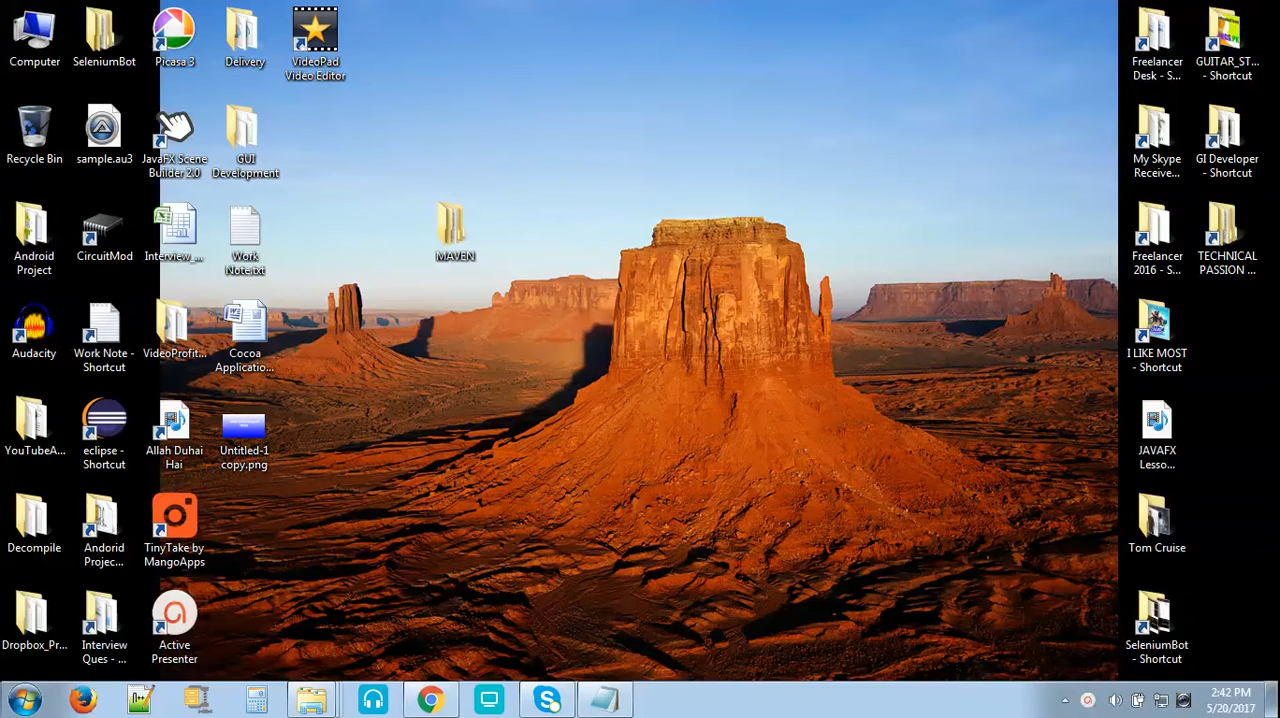 Computer
SeleniumBot
Picasa 3
Delivery
VideoPad
Video Editor
Freelancer
Desk - S...
GUITAR_ST...
- Shortcut
Recycle Bin
sample.au3
JavaFX Scene
Builder 2.0
GUI
Development
My Skype
Receive...
GI Developer
- Shortcut
Android
Project
CircuitMod
Interview_...
Work
Note.txt
MAVEN
Freelancer
2016 - S...
TECHNICAL
PASSION ...
Audacity
Work Note -
Shortcut
VideoProfit...
Cocoa
Applicatio...
I LIKE MOST
- Shortcut
YouTubeA...
eclipse -
Shortcut
Allah Duhai
Hai
Untitled-1
copy.png
JAVAFX
Lesso...
Decompile
Andorid
Projec...
TinyTake by
MangoApps
Tom Cruise
Dropbox_Pr...
Interview
Ques - ...
Active
Presenter
SeleniumBot
- Shortcut
2:42 PM
5/20/2017